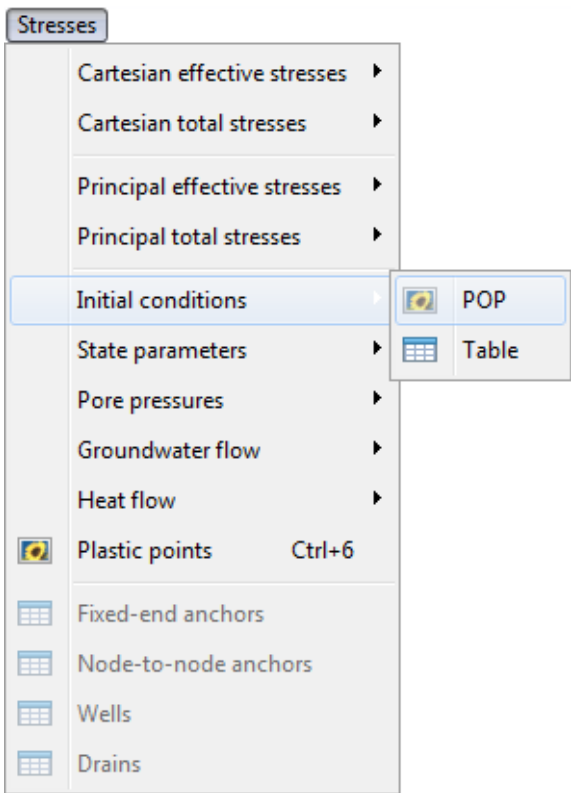 Stresses
Cartesian effective stresses
Cartesian total stresses
Principal effective stresses
Principal total stresses
Initial conditions
POP
State parameters
Table
Pore pressures
Groundwater flow
Heat flow
Plastic points Ctrl+6
Fixed-end anchors
Node-to-node anchors
Wells
Drains